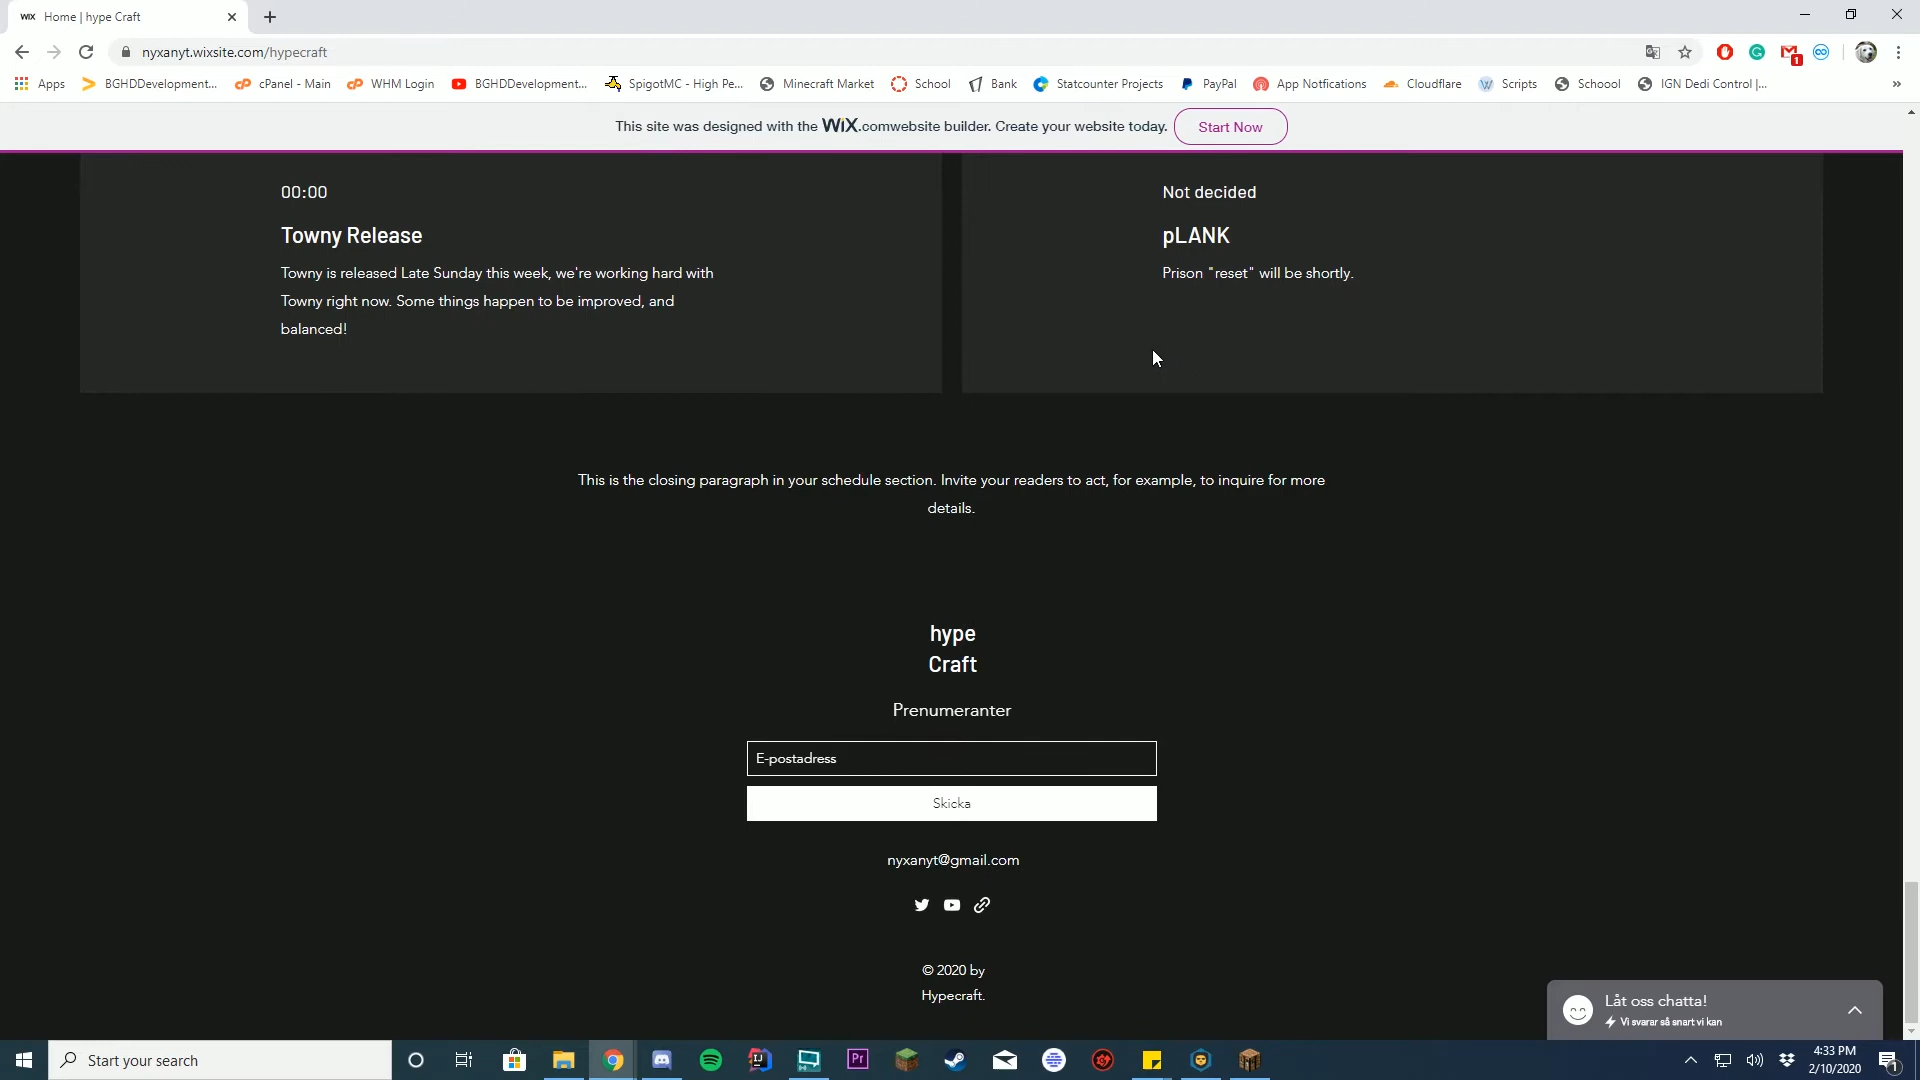 WiX Home | hype Craft
nyxanyt.wixsite.com/hypecraft
1
Apps BGHDDevelopment... cPanel - Main WHM Login BGHDDevelopment... SpigotMC - High Pe... Minecraft Market School Bank Statcounter Projects PayPal App Notfications Cloudflare Scripts Schoool IGN Dedi Control |... »
This site was designed with the WiX.comwebsite builder. Create your website today. Start Now
00:00
Towny Release
Towny is released Late Sunday this week, we're working hard with
Towny right now. Some things happen to be improved, and
balanced!
Not decided
pLANK
Prison "reset" will be shortly.
This is the closing paragraph in your schedule section. Invite your readers to act, for example, to inquire for more
details.
hype
Craft
Prenumeranter
E-postadress
Skicka
nyxanyt@gmail.com
© 2020 by
Hypecraft.
Låt oss chatta!
Vi svarar så snart vi kan
Start your search
Pr
4:33 PM
2/10/2020
1